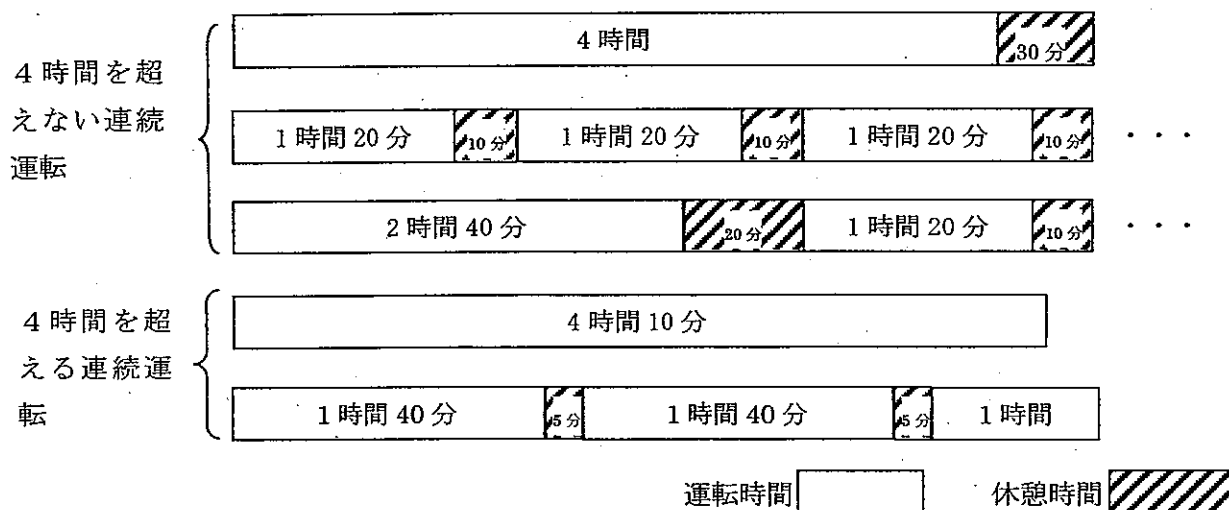 4時間を超
えない連続
運転
4時間
30分
1時間20分
10分
1時間20分
10分
1時間20分
10分
・・・
2時間40分
20分
1時間20分
10分
・・・
4時間を超
える連続運
転
4時間10分
1時間40分
5分
1時間40分
5分
1時間
運転時間
休憩時間